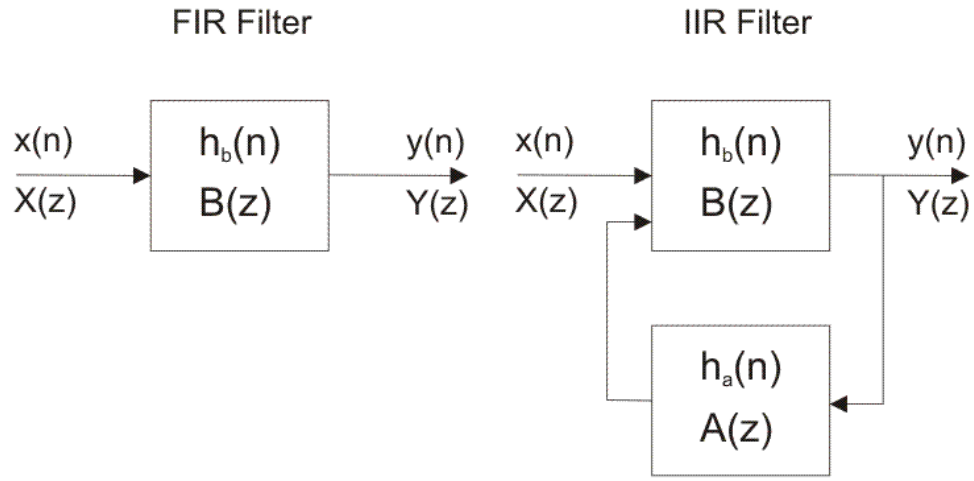 FIR Filter
x(n)
X(z)
h_b(n)
B(z)
y(n)
Y(z)
IIR Filter
x(n)
X(z)
h_b(n)
B(z)
y(n)
Y(z)
h_a(n)
A(z)